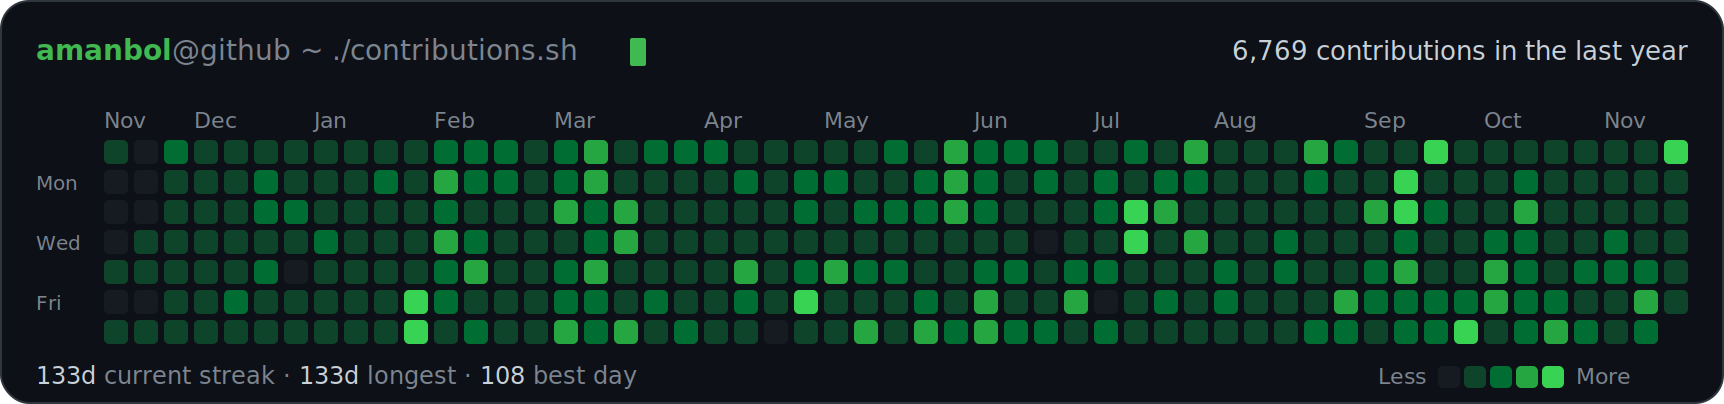 amanbol@github ~ ./contributions.sh
6,769 contributions in the last year
Nov Dec Jan Feb Mar Apr May Jun Jul Aug Sep Oct Nov
Mon
Wed
Fri
133d current streak · 133d longest · 108 best day
Less More